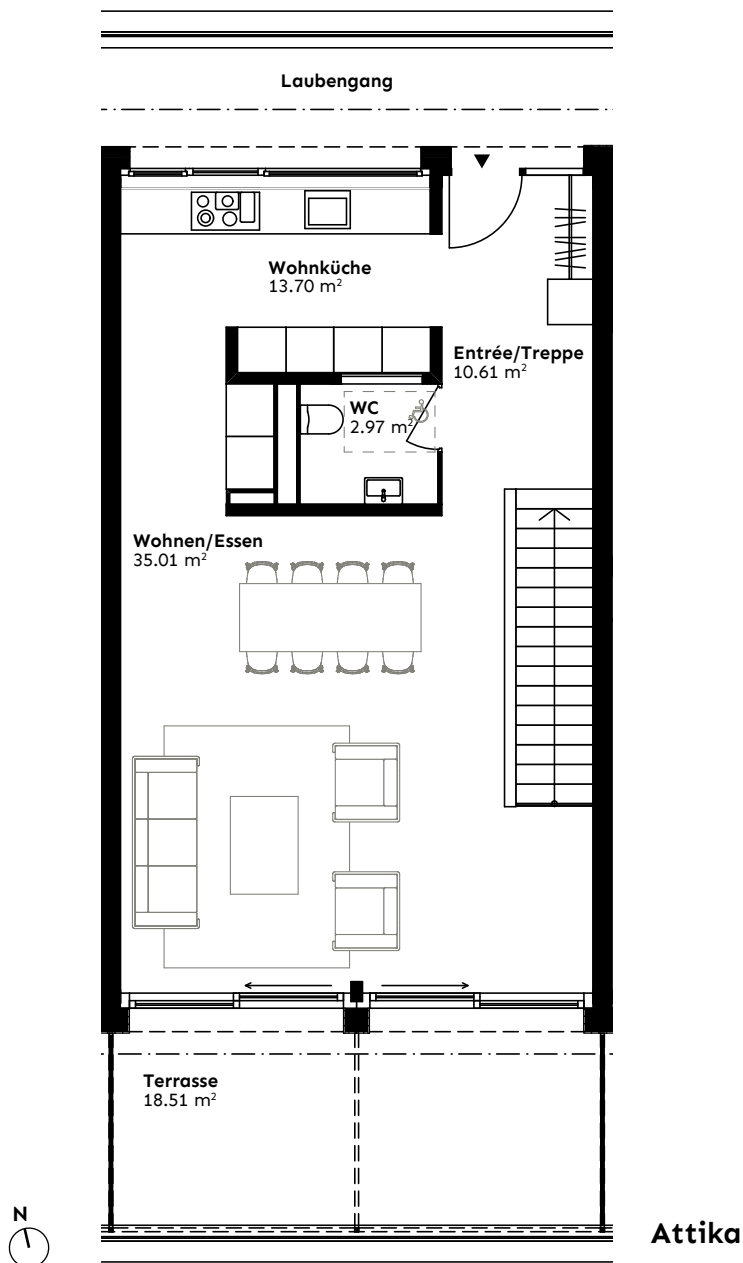 Laubengang
Wohnküche
13.70 m²
Entrée/Treppe
10.61 m²
WC
2.97 m²
Wohnen/Essen
35.01 m²
Terrasse
18.51 m²
N
Attika